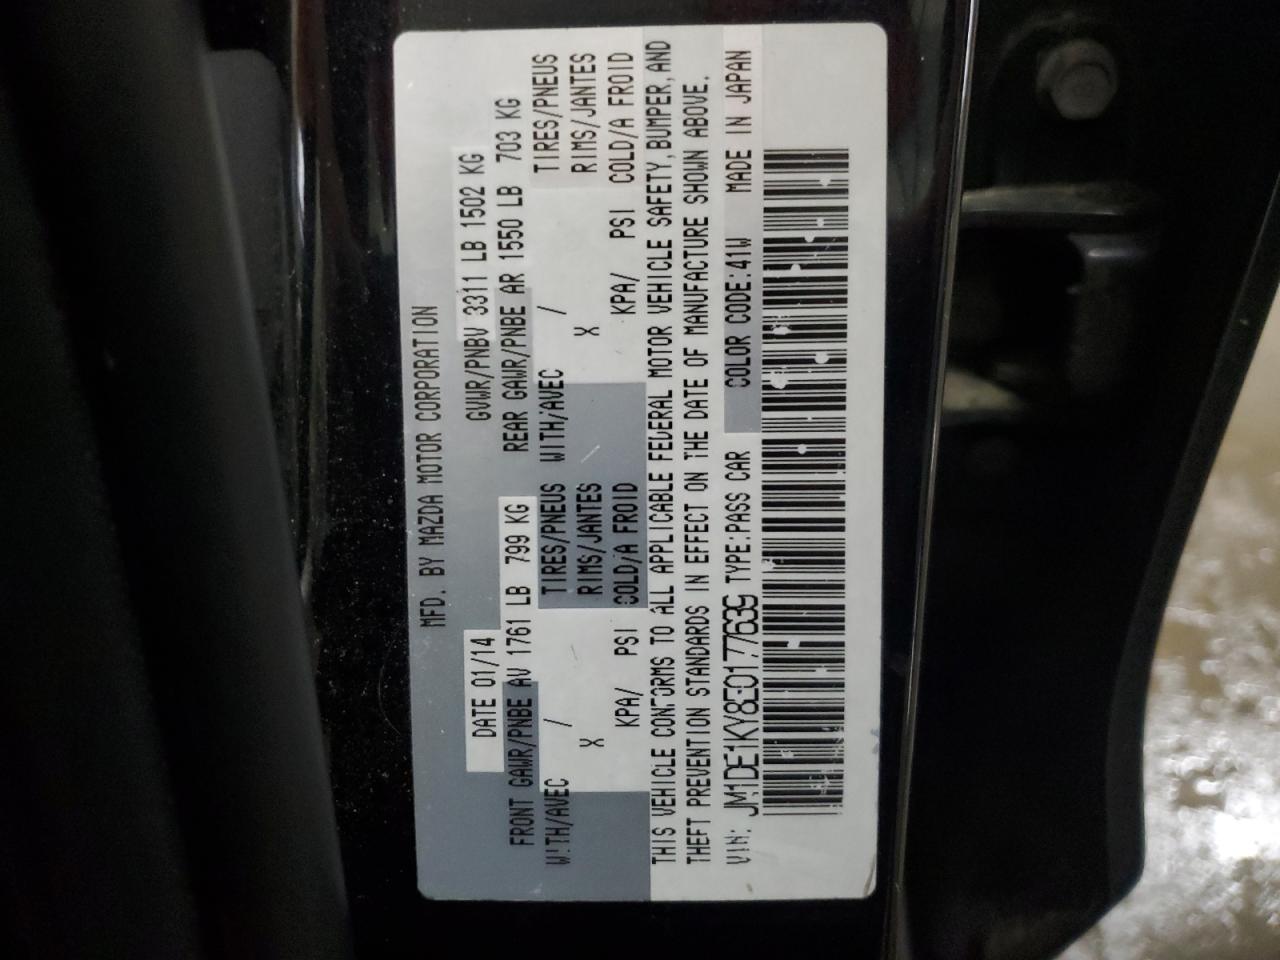 MFD. BY MAZDA MOTOR CORPORATION
DATE 01/14 GVWR/PNBV 3311 LB 1502 KG
FRONT GAWR/PNBE AV 1761 LB 799 KG REAR GAWR/PNBE AR 1550 LB 703 KG
WITH/AVEC / TIRES/PNEUS WITH/AVEC / TIRES/PNEUS
X RIMS/JANTES X RIMS/JANTES
KPA/ PSI COLD/A FROID KPA/ PSI COLD/A FROID
THIS VEHICLE CONFORMS TO ALL APPLICABLE FEDERAL MOTOR VEHICLE SAFETY,BUMPER,AND
THEFT PREVENTION STANDARDS IN EFFECT ON THE DATE OF MANUFACTURE SHOWN ABOVE.
VIN: JM1DE1KY8E0177639 TYPE:PASS CAR COLOR CODE:41W MADE IN JAPAN